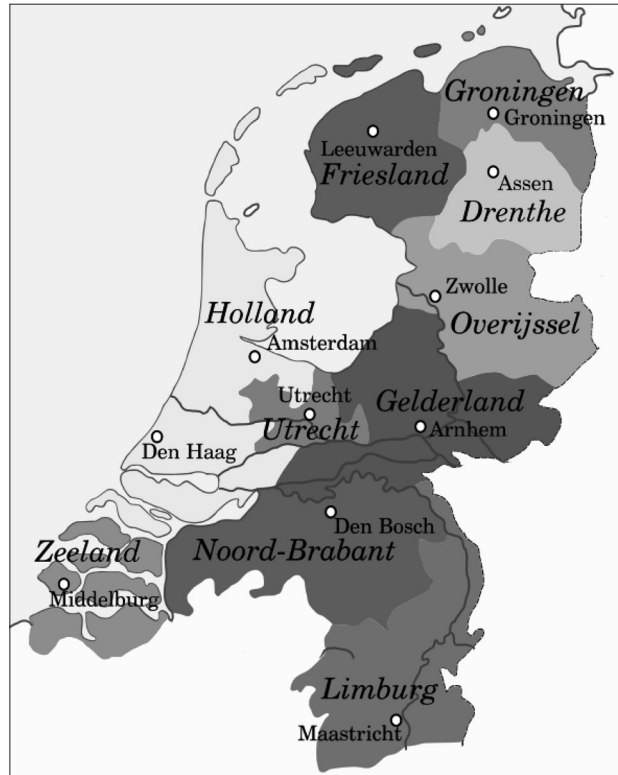 Groningen
Groningen
Leeuwarden
Friesland
Assen
Drenthe
Zwolle
Holland
Overijssel
Amsterdam
Utrecht
Gelderland
Utrecht
Arnhem
Den Haag
Den Bosch
Zeeland
Noord-Brabant
Middelburg
Limburg
Maastricht